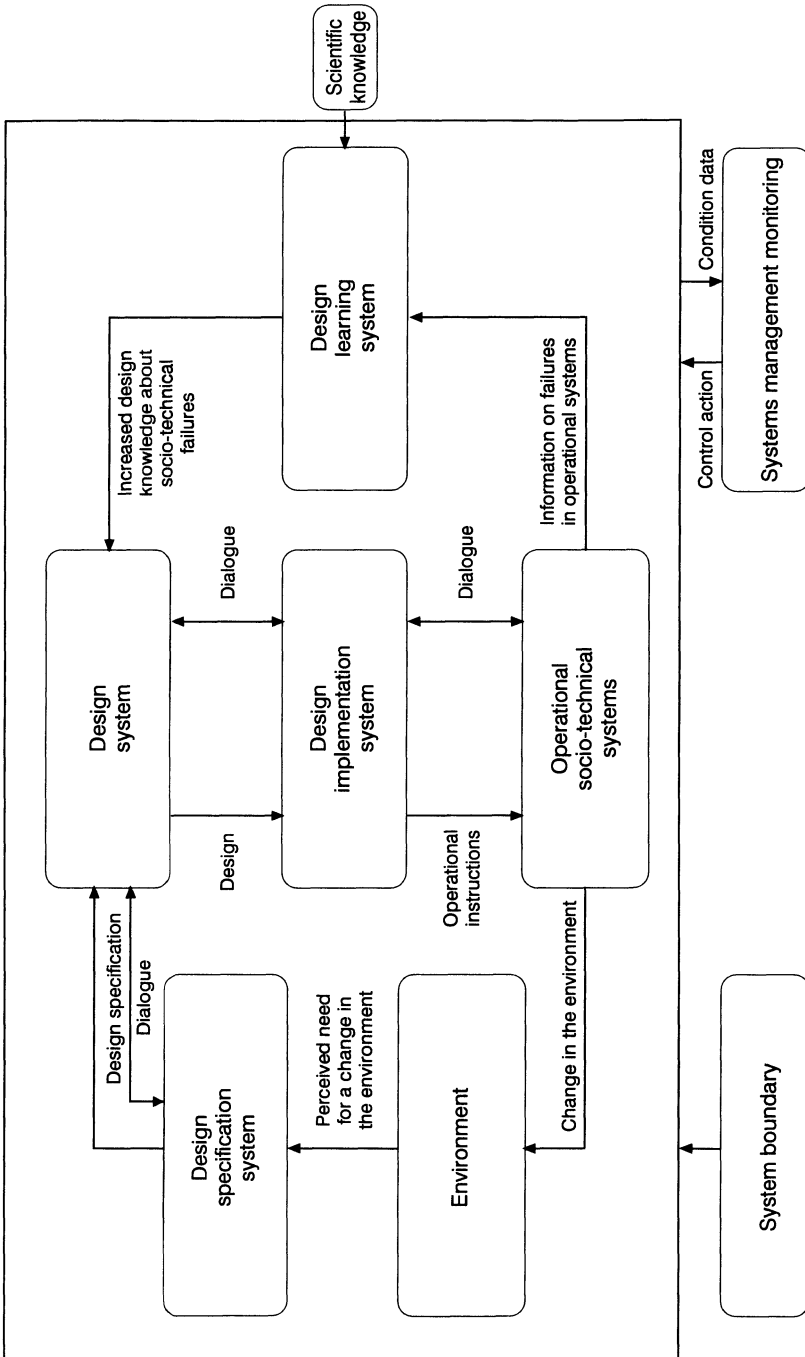 Scientific
knowledge
Design
learning
system
Increased design
knowledge about
socio-technical
failures
Information on failures
in operational systems
Condition data
Control action
Systems management monitoring
Design
system
Dialogue
Design
Design
implementation
system
Dialogue
Operational
instructions
Operational
socio-technical
systems
Design specification
Dialogue
Design
specification
system
Perceived need
for a change in
the environment
Environment
Change in the environment
System boundary